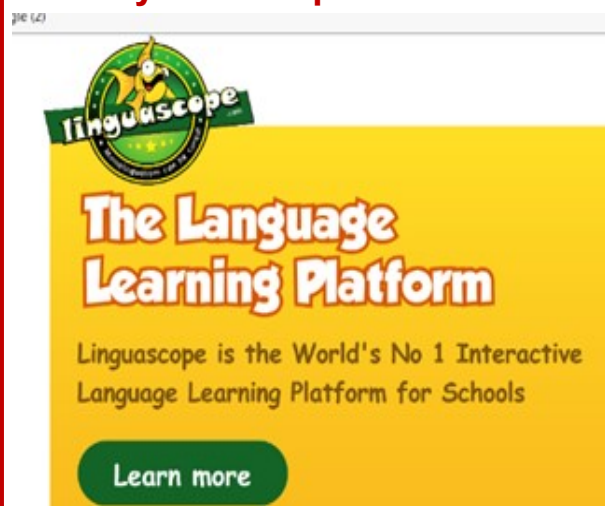 linguascope
.com
The Language
Learning Platform
Linguascope is the World's No 1 Interactive
Language Learning Platform for Schools
Learn more